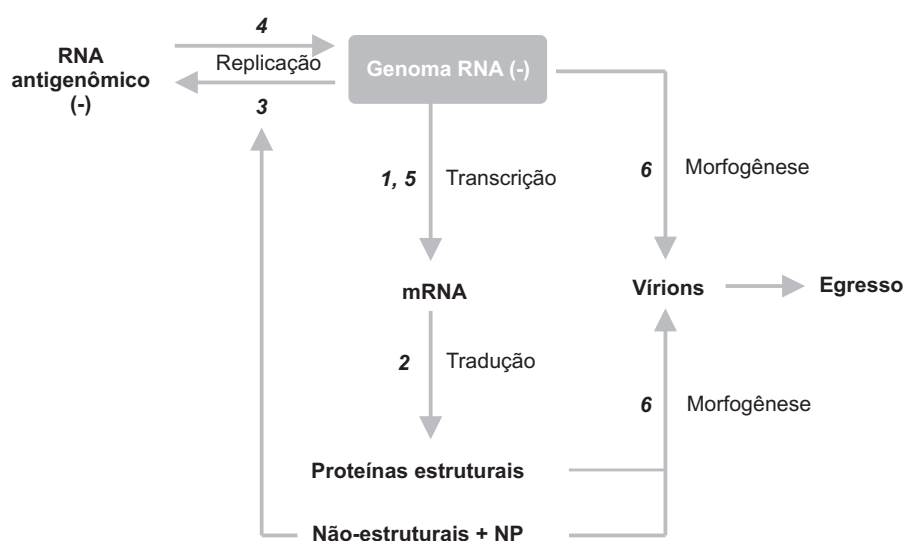 4
RNA
antigenômico
(-)
Replicação
3
Genoma RNA (-)
1, 5
Transcrição
6
Morfogênese
mRNA
Vírions
Egresso
2
Tradução
6
Morfogênese
Proteínas estruturais
Não-estruturais + NP